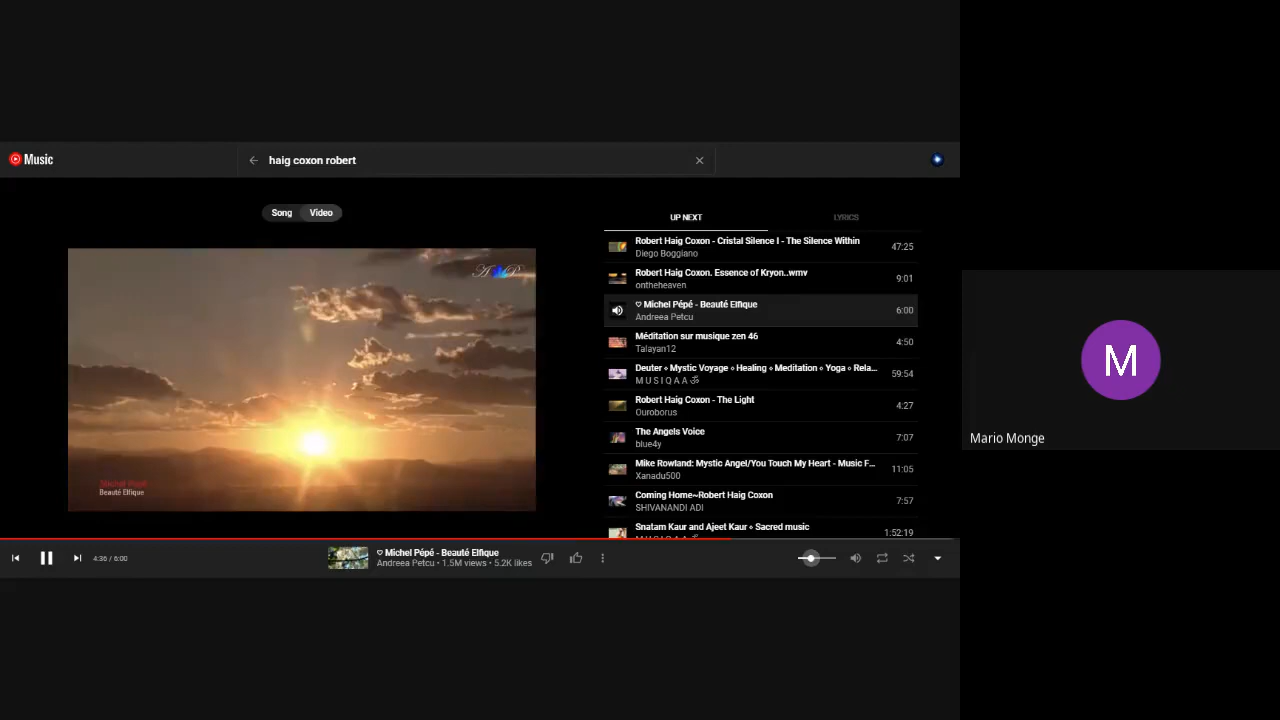 Music
haig coxon robert
Song Video
UP NEXT
LYRICS
Robert Haig Coxon - Cristal Silence I - The Silence Within
Diego Boggiano
47:25
Robert Haig Coxon. Essence of Kryon..wmv
ontheheaven
9:01
♡ Michel Pépé - Beauté Elfique
Andreea Petcu
6:00
Méditation sur musique zen 46
Talayan12
4:50
Deuter ⋄ Mystic Voyage ⋄ Healing ⋄ Meditation ⋄ Yoga ⋄ Rela...
M U S I Q A A ॐ
59:54
Robert Haig Coxon - The Light
Ouroborus
4:27
The Angels Voice
blue4y
7:07
Mike Rowland: Mystic Angel/You Touch My Heart - Music F...
Xanadu500
11:05
Coming Home~Robert Haig Coxon
SHIVANANDI ADI
7:57
Snatam Kaur and Ajeet Kaur ⋄ Sacred music
1:52:19
Michel Pépé
Beauté Elfique
4:36 / 6:00
♡ Michel Pépé - Beauté Elfique
Andreea Petcu • 1.5M views • 5.2K likes
M
Mario Monge